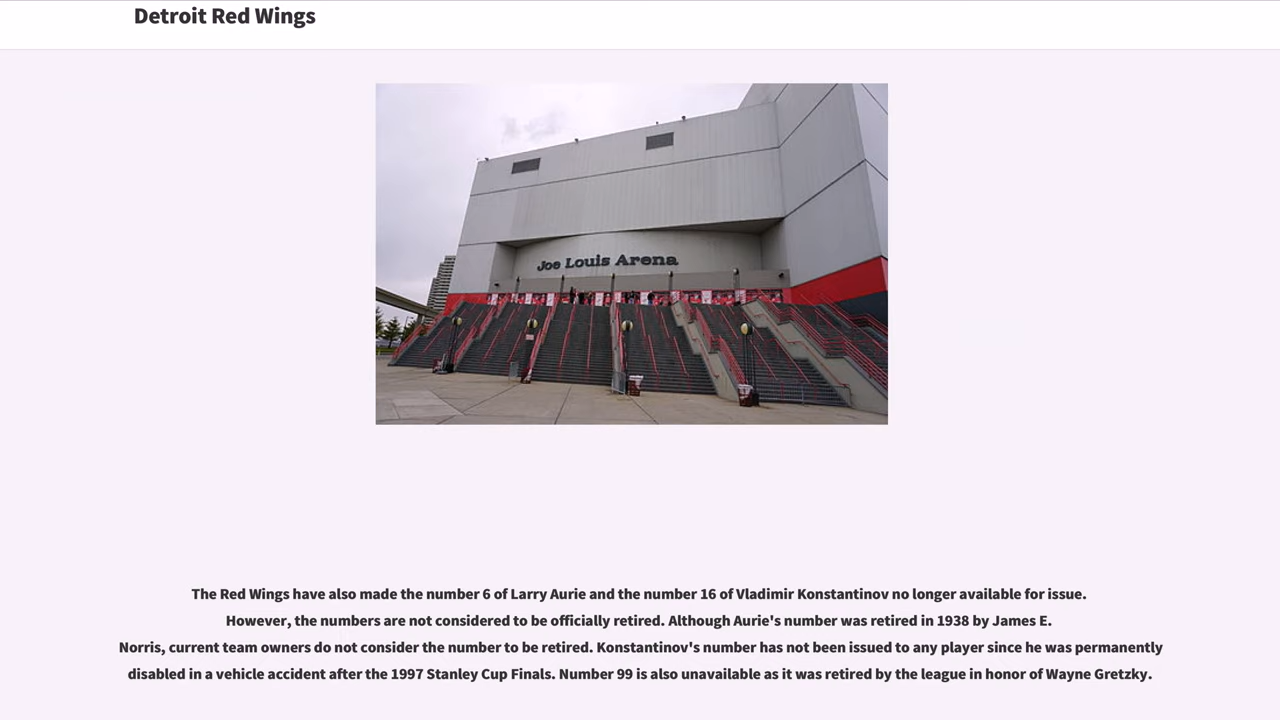 Detroit Red Wings
Joe Louis Arena
The Red Wings have also made the number 6 of Larry Aurie and the number 16 of Vladimir Konstantinov no longer available for issue.
However, the numbers are not considered to be officially retired. Although Aurie's number was retired in 1938 by James E.
Norris, current team owners do not consider the number to be retired. Konstantinov's number has not been issued to any player since he was permanently
disabled in a vehicle accident after the 1997 Stanley Cup Finals. Number 99 is also unavailable as it was retired by the league in honor of Wayne Gretzky.